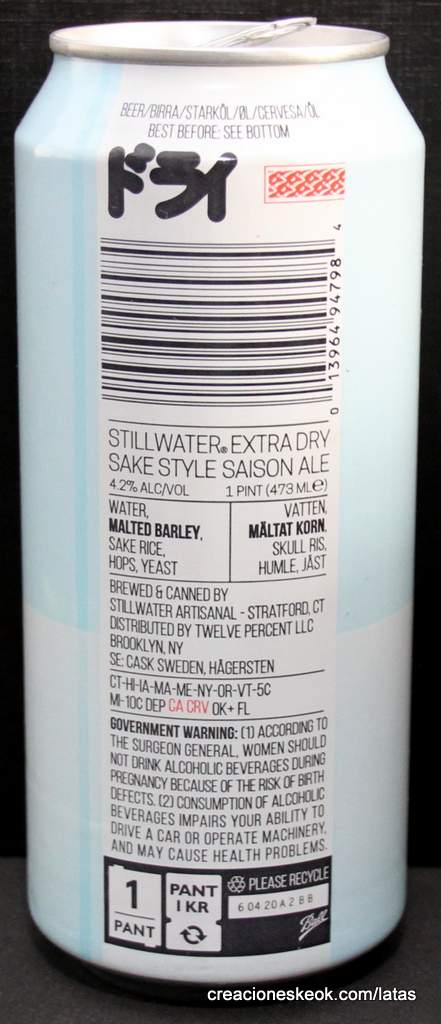 BEER/BIRRA/STARKÖL/ØL/CERVESA/ÖL
BEST BEFORE: SEE BOTTOM
ドライ
0 13964 94798 4
STILLWATER® EXTRA DRY
SAKE STYLE SAISON ALE
4.2% ALC/VOL 1 PINT (473 ML℮)
WATER,
MALTED BARLEY,
SAKE RICE,
HOPS, YEAST
VATTEN,
MÄLTAT KORN,
SKULL RIS,
HUMLE, JÄST
BREWED & CANNED BY
STILLWATER ARTISANAL - STRATFORD, CT
DISTRIBUTED BY TWELVE PERCENT LLC
BROOKLYN, NY
SE: CASK SWEDEN, HÄGERSTEN
CT-HI-IA-MA-ME-NY-OR-VT-5C
MI-10C DEP CA CRV OK+ FL
GOVERNMENT WARNING: (1) ACCORDING TO
THE SURGEON GENERAL, WOMEN SHOULD
NOT DRINK ALCOHOLIC BEVERAGES DURING
PREGNANCY BECAUSE OF THE RISK OF BIRTH
DEFECTS. (2) CONSUMPTION OF ALCOHOLIC
BEVERAGES IMPAIRS YOUR ABILITY TO
DRIVE A CAR OR OPERATE MACHINERY,
AND MAY CAUSE HEALTH PROBLEMS.
1
PANT
PANT
1 KR
PLEASE RECYCLE
6 04 20 A 2 B B
Ball
creacioneskeok.com/latas